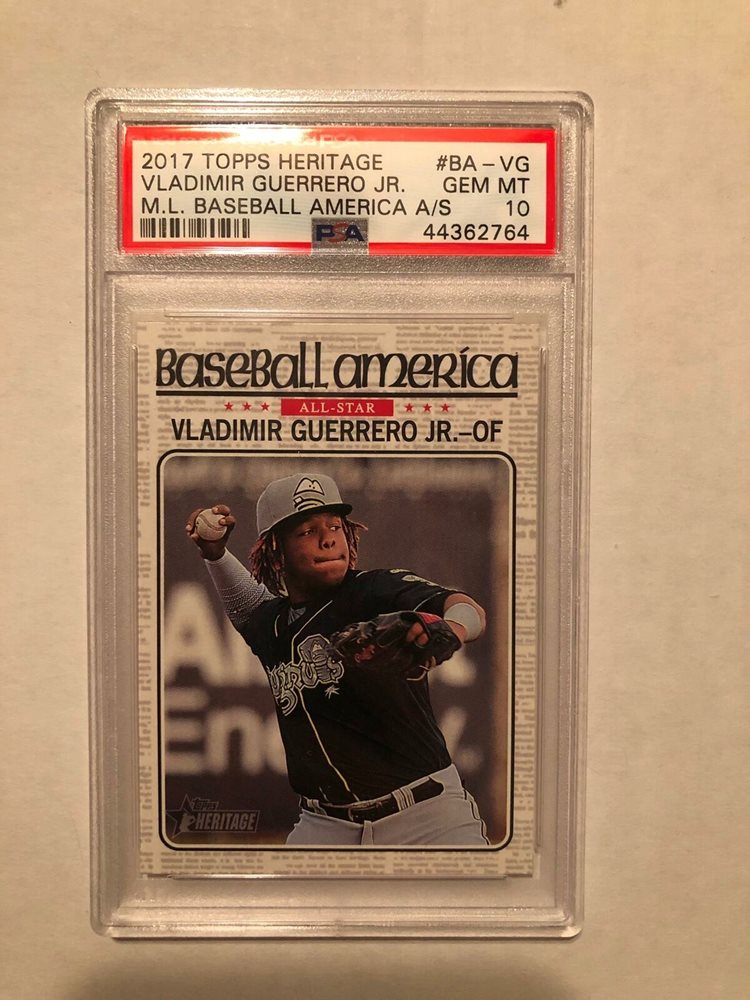 2017 TOPPS HERITAGE #BA-VG
VLADIMIR GUERRERO JR. GEM MT
M.L. BASEBALL AMERICA A/S 10
PSA 44362764
Baseball america
ALL-STAR
VLADIMIR GUERRERO JR.–OF
Topps
HERITAGE